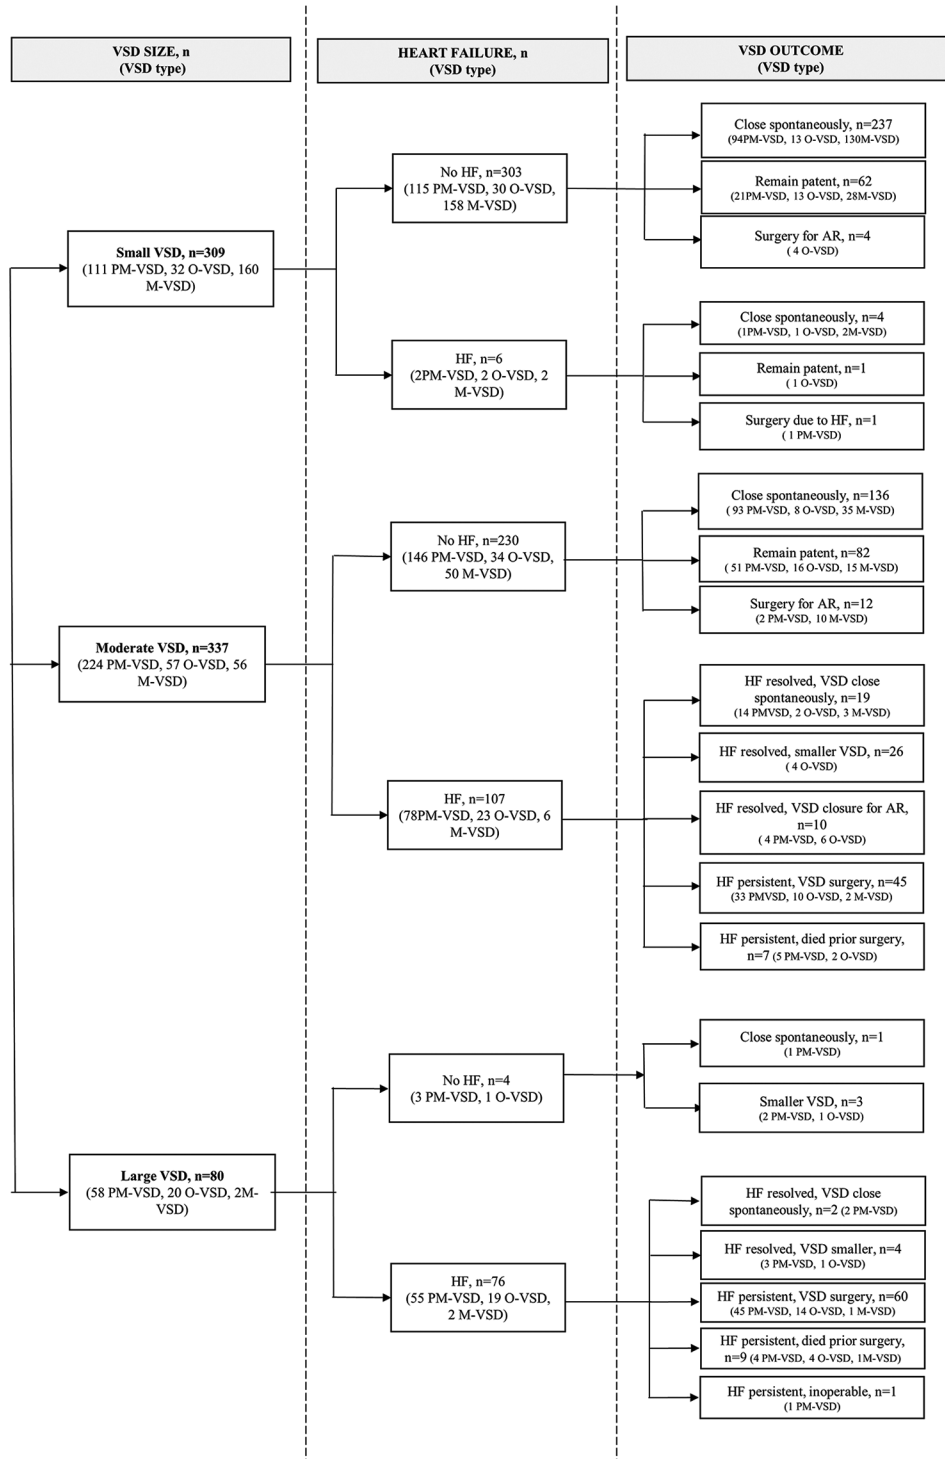 VSD SIZE, n
(VSD type)
HEART FAILURE, n
(VSD type)
VSD OUTCOME
(VSD type)
Small VSD, n=309
(111 PM-VSD, 32 O-VSD, 160
M-VSD)
No HF, n=303
(115 PM-VSD, 30 O-VSD,
158 M-VSD)
Close spontaneously, n=237
(94PM-VSD, 13 O-VSD, 130M-VSD)
Remain patent, n=62
(21PM-VSD, 13 O-VSD, 28M-VSD)
Surgery for AR, n=4
( 4 O-VSD)
HF, n=6
(2PM-VSD, 2 O-VSD, 2
M-VSD)
Close spontaneously, n=4
(1PM-VSD, 1 O-VSD, 2M-VSD)
Remain patent, n=1
( 1 O-VSD)
Surgery due to HF, n=1
( 1 PM-VSD)
Moderate VSD, n=337
(224 PM-VSD, 57 O-VSD, 56
M-VSD)
No HF, n=230
(146 PM-VSD, 34 O-VSD,
50 M-VSD)
Close spontaneously, n=136
( 93 PM-VSD, 8 O-VSD, 35 M-VSD)
Remain patent, n=82
( 51 PM-VSD, 16 O-VSD, 15 M-VSD)
Surgery for AR, n=12
(2 PM-VSD, 10 M-VSD)
HF, n=107
(78PM-VSD, 23 O-VSD, 6
M-VSD)
HF resolved, VSD close
spontaneously, n=19
(14 PMVSD, 2 O-VSD, 3 M-VSD)
HF resolved, smaller VSD, n=26
( 4 O-VSD)
HF resolved, VSD closure for AR,
n=10
( 4 PM-VSD, 6 O-VSD)
HF persistent, VSD surgery, n=45
(33 PMVSD, 10 O-VSD, 2 M-VSD)
HF persistent, died prior surgery,
n=7 (5 PM-VSD, 2 O-VSD)
Large VSD, n=80
(58 PM-VSD, 20 O-VSD, 2M-
VSD)
No HF, n=4
(3 PM-VSD, 1 O-VSD)
Close spontaneously, n=1
(1 PM-VSD)
Smaller VSD, n=3
(2 PM-VSD, 1 O-VSD)
HF, n=76
(55 PM-VSD, 19 O-VSD,
2 M-VSD)
HF resolved, VSD close
spontaneously, n=2 (2 PM-VSD)
HF resolved, VSD smaller, n=4
(3 PM-VSD, 1 O-VSD)
HF persistent, VSD surgery, n=60
(45 PM-VSD, 14 O-VSD, 1 M-VSD)
HF persistent, died prior surgery,
n=9 (4 PM-VSD, 4 O-VSD, 1M-VSD)
HF persistent, inoperable, n=1
(1 PM-VSD)